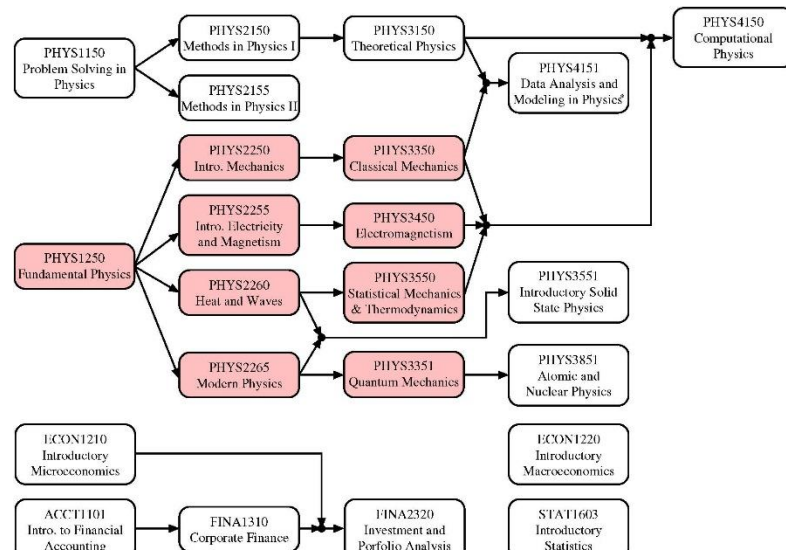 PHYS1150
Problem Solving in
Physics
PHYS2150
Methods in Physics I
PHYS3150
Theoretical Physics
PHYS4150
Computational
Physics
PHYS2155
Methods in Physics II
PHYS4151
Data Analysis and
Modeling in Physics*
PHYS2250
Intro. Mechanics
PHYS3350
Classical Mechanics
PHYS1250
Fundamental Physics
PHYS2255
Intro. Electricity
and Magnetism
PHYS3450
Electromagnetism
PHYS2260
Heat and Waves
PHYS3550
Statistical Mechanics
& Thermodynamics
PHYS3551
Introductory Solid
State Physics
PHYS2265
Modern Physics
PHYS3351
Quantum Mechanics
PHYS3851
Atomic and
Nuclear Physics
ECON1210
Introductory
Microeconomics
ECON1220
Introductory
Macroeconomics
ACCT1101
Intro. to Financial
Accounting
FINA1310
Corporate Finance
FINA2320
Investment and
Porfolio Analysis
STAT1603
Introductory
Statistics